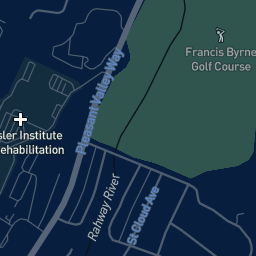 Francis Byrne
Golf Course
Pleasant Valley Way
sler Institute
ehabilitation
Rahway River
St Cloud Ave